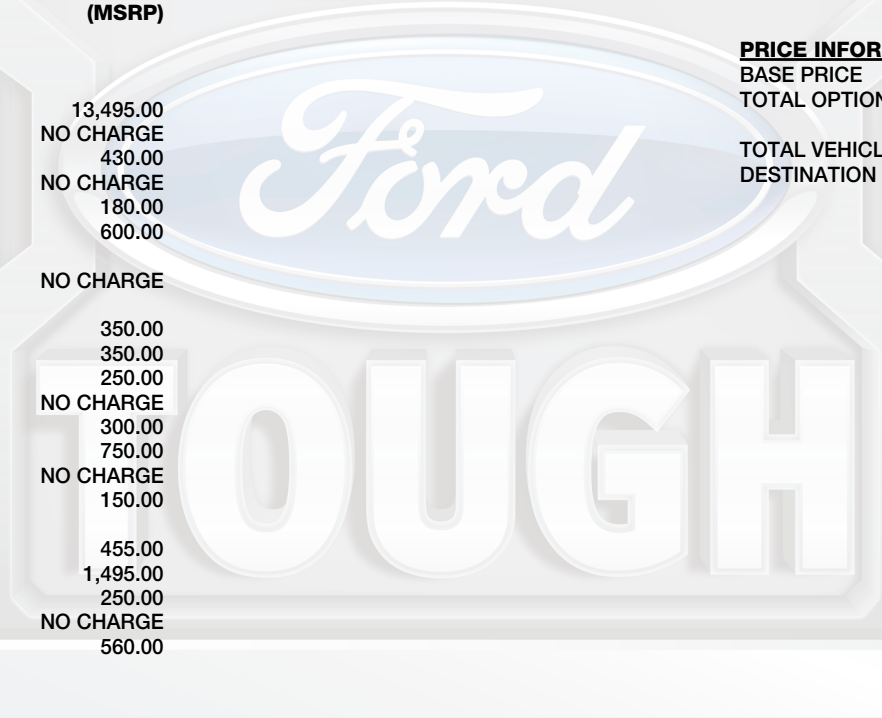 (MSRP)
13,495.00
NO CHARGE
430.00
NO CHARGE
180.00
600.00
NO CHARGE
350.00
350.00
250.00
NO CHARGE
300.00
750.00
NO CHARGE
150.00
455.00
1,495.00
250.00
NO CHARGE
560.00
PRICE INFOR
BASE PRICE
TOTAL OPTION
TOTAL VEHICL
DESTINATION
Ford
TOUGH